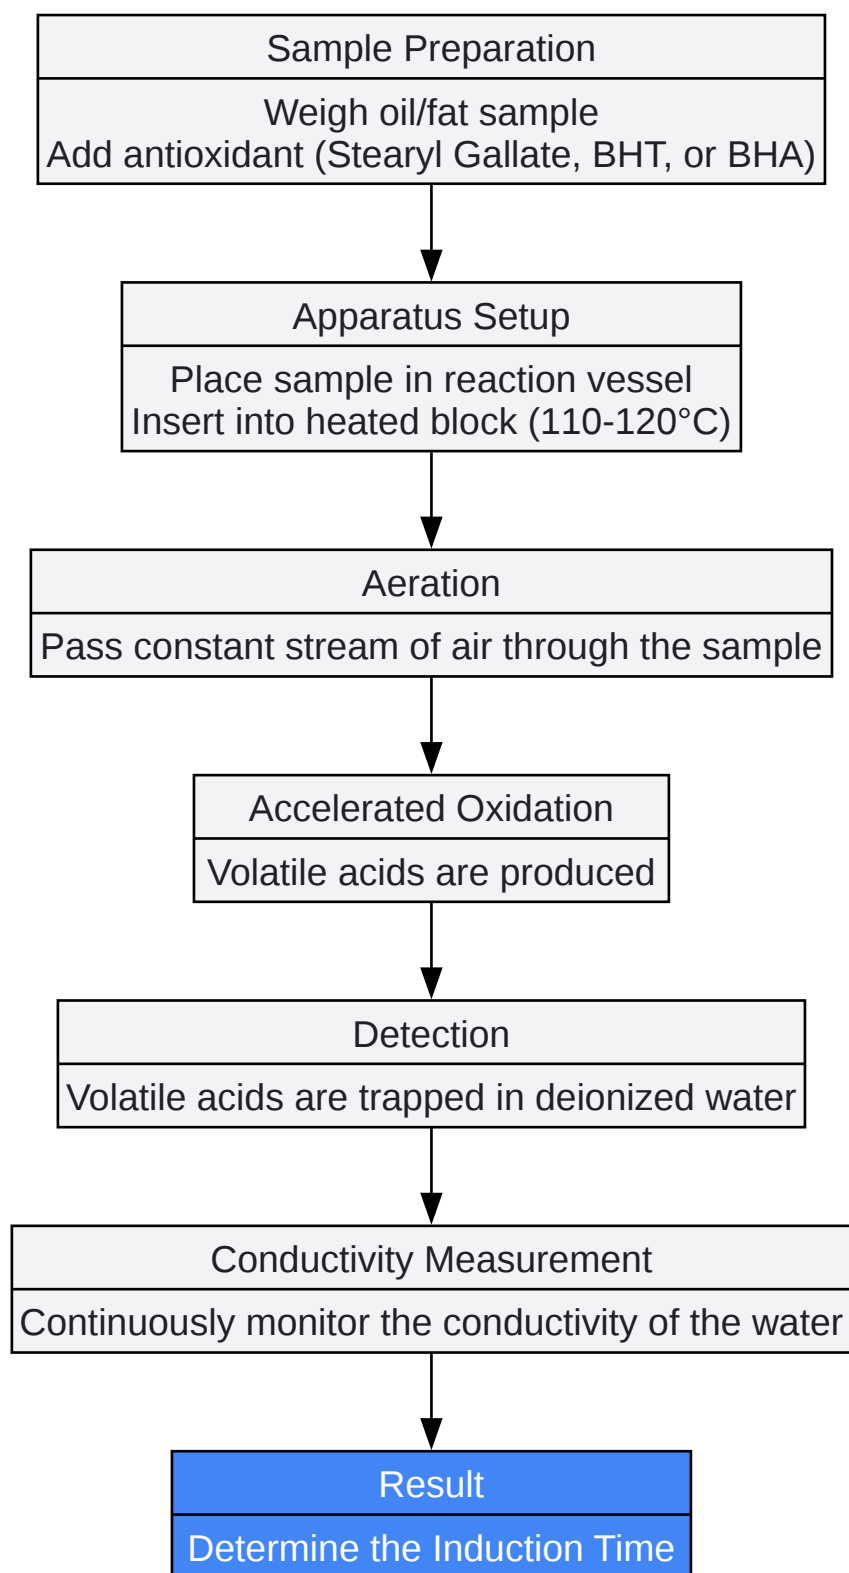 Sample Preparation
Weigh oil/fat sample
Add antioxidant (Stearyl Gallate, BHT, or BHA)
Apparatus Setup
Place sample in reaction vessel
Insert into heated block (110-120°C)
Aeration
Pass constant stream of air through the sample
Accelerated Oxidation
Volatile acids are produced
Detection
Volatile acids are trapped in deionized water
Conductivity Measurement
Continuously monitor the conductivity of the water
Result
Determine the Induction Time